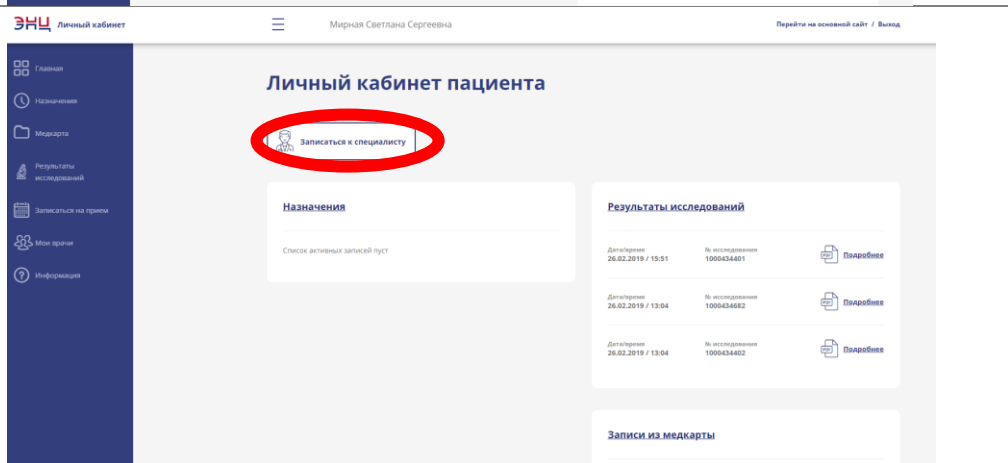 ЭНЦ Личный кабинет
Мирная Светлана Сергеевна
Перейти на основной сайт / Выход
Главная
Назначения
Медкарта
Результаты
исследований
Записаться на прием
Мои врачи
Информация
Личный кабинет пациента
Записаться к специалисту
Назначения
Список активных записей пуст
Результаты исследований
Дата/время № исследования
26.02.2019 / 15:51 1000434401 Подробнее
Дата/время № исследования
26.02.2019 / 13:04 1000434682 Подробнее
Дата/время № исследования
26.02.2019 / 13:04 1000434402 Подробнее
Записи из медкарты